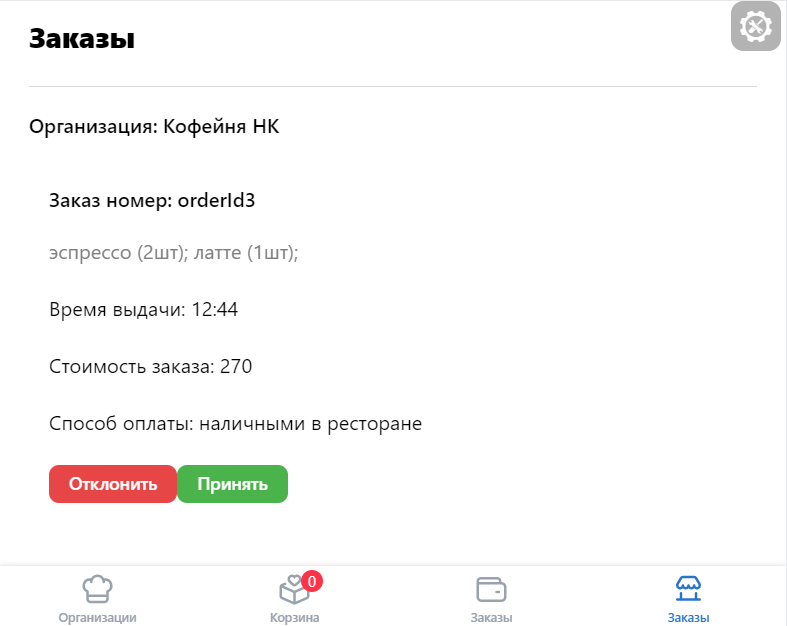 Заказы
Организация: Кофейня НК
Заказ номер: orderId3
эспрессо (2шт); латте (1шт);
Время выдачи: 12:44
Стоимость заказа: 270
Способ оплаты: наличными в ресторане
Отклонить Принять
0
Организации Корзина Заказы Заказы